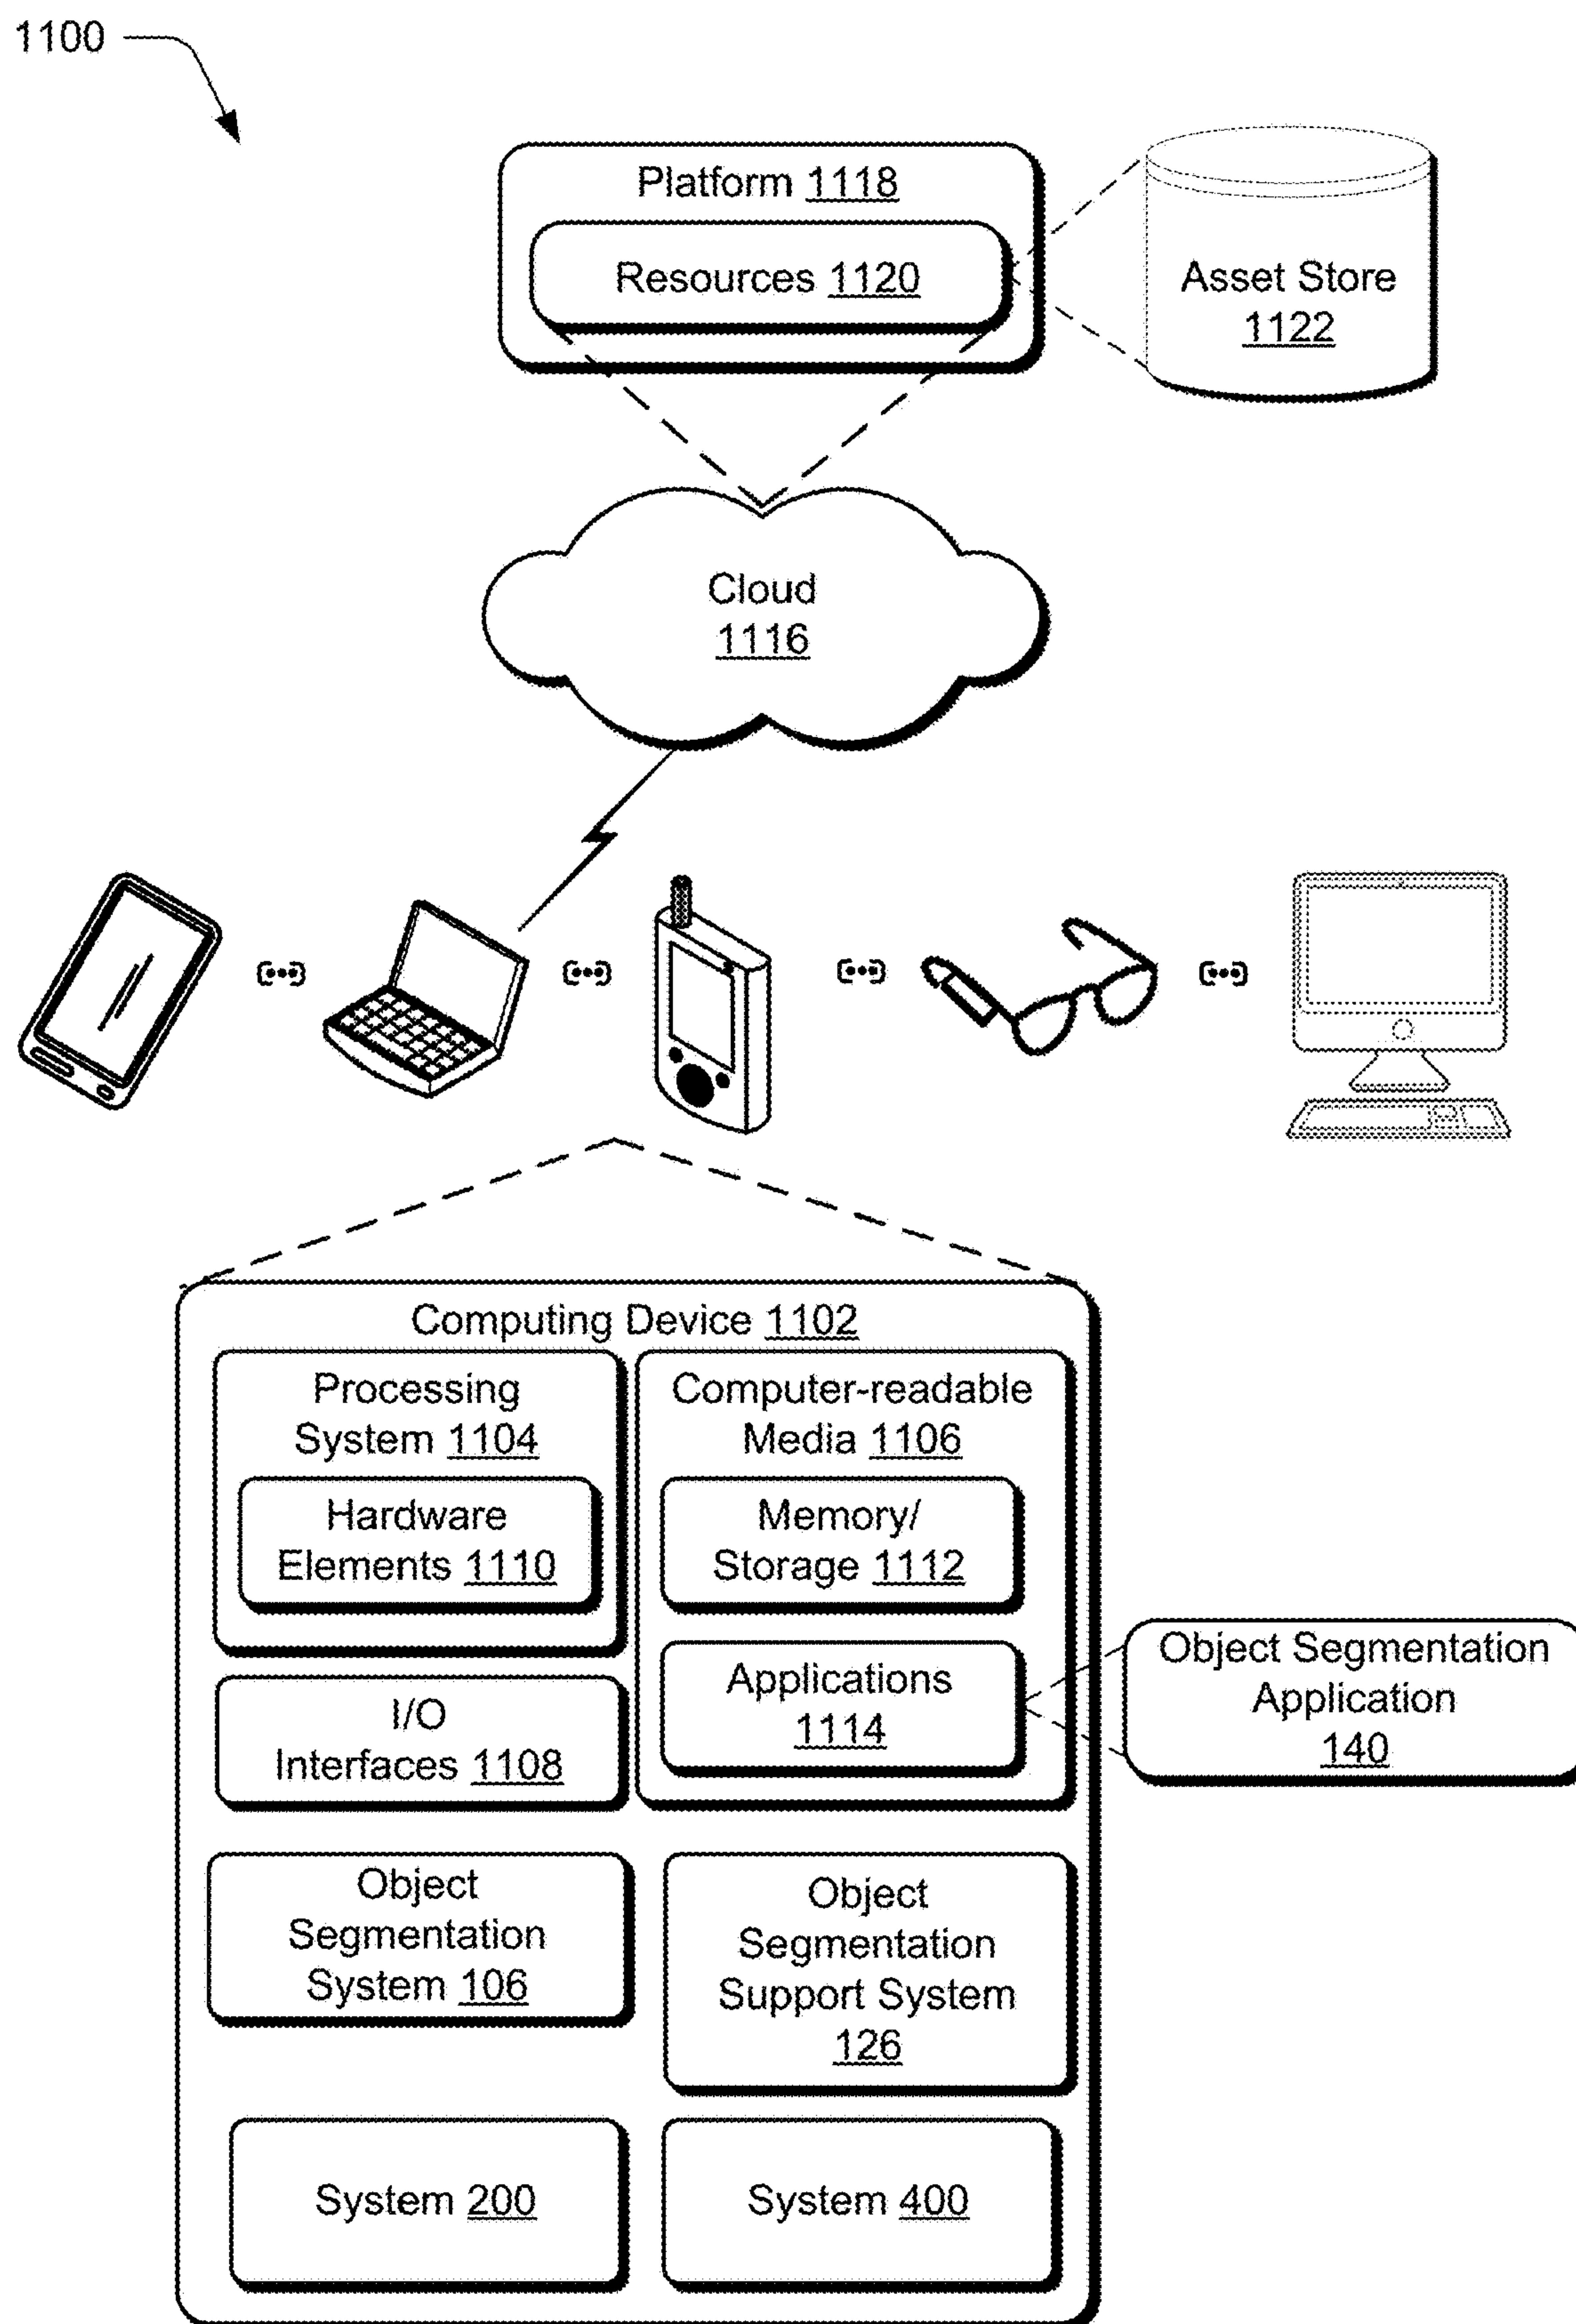 1100
Platform 1118
Resources 1120
Asset Store
1122
Cloud
1116
Computing Device 1102
Processing
System 1104
Hardware
Elements 1110
Computer-readable
Media 1106
Memory/
Storage 1112
Applications
1114
Object Segmentation
Application
140
I/O
Interfaces 1108
Object
Segmentation
System 106
Object
Segmentation
Support System
126
System 200
System 400